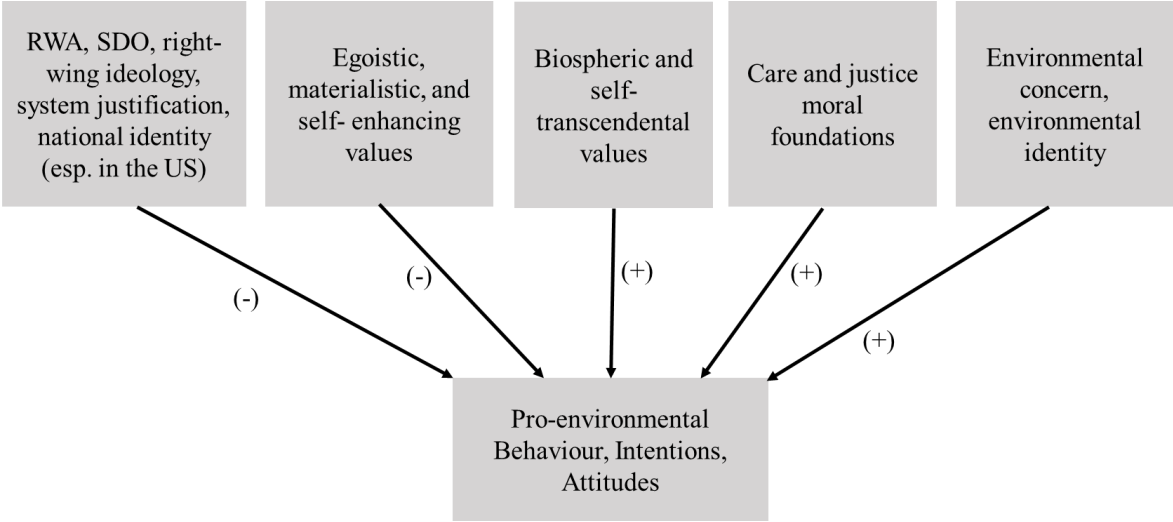 RWA, SDO, right-
wing ideology,
system justification,
national identity
(esp. in the US)
Egoistic,
materialistic, and
self- enhancing
values
Biospheric and
self-
transcendental
values
Care and justice
moral
foundations
Environmental
concern,
environmental
identity
(-)
(-)
(+)
(+)
(+)
Pro-environmental
Behaviour, Intentions,
Attitudes